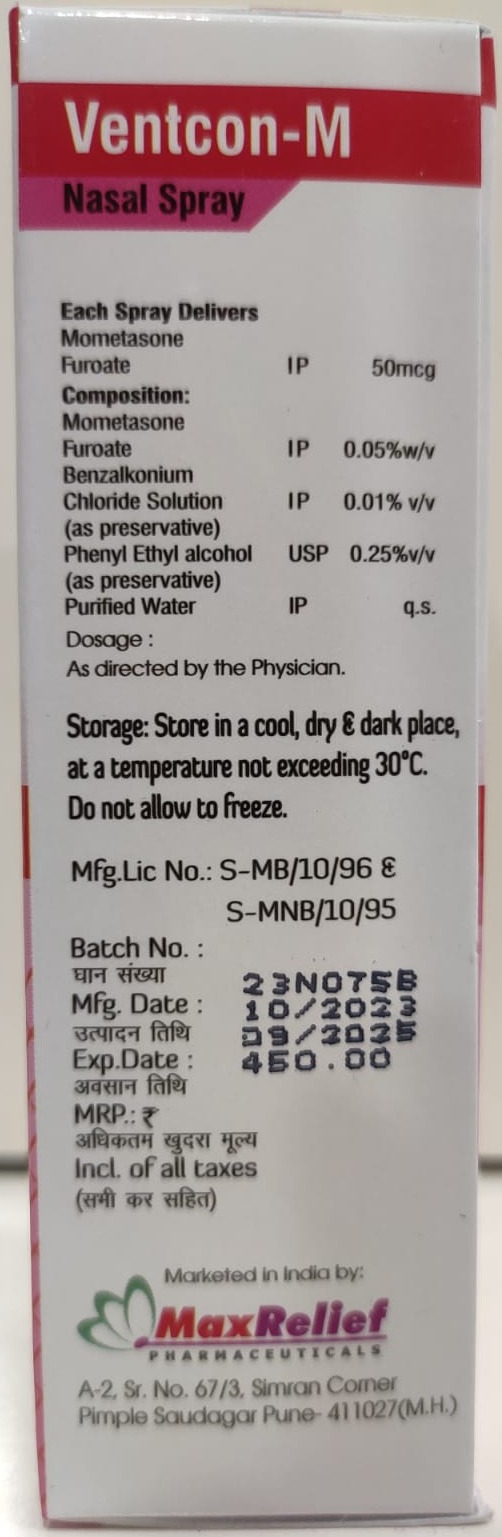 Ventcon-M
Nasal Spray
Each Spray Delivers
Mometasone
Furoate IP 50mcg
Composition:
Mometasone
Furoate IP 0.05%w/v
Benzalkonium
Chloride Solution IP 0.01% v/v
(as preservative)
Phenyl Ethyl alcohol USP 0.25%v/v
(as preservative)
Purified Water IP q.s.
Dosage :
As directed by the Physician.
Storage: Store in a cool, dry & dark place,
at a temperature not exceeding 30°C.
Do not allow to freeze.
Mfg.Lic No.: S-MB/10/96 &
S-MNB/10/95
Batch No. :
घान संख्या 23N075B
Mfg. Date : 10/2023
उत्पादन तिथि 09/2025
Exp.Date : 450.00
अवसान तिथि
MRP.: ₹
अधिकतम खुदरा मूल्य
Incl. of all taxes
(सभी कर सहित)
Marketed in India by:
MaxRelief
PHARMACEUTICALS
A-2, Sr. No. 67/3, Simran Corner
Pimple Saudagar Pune- 411027(M.H.)